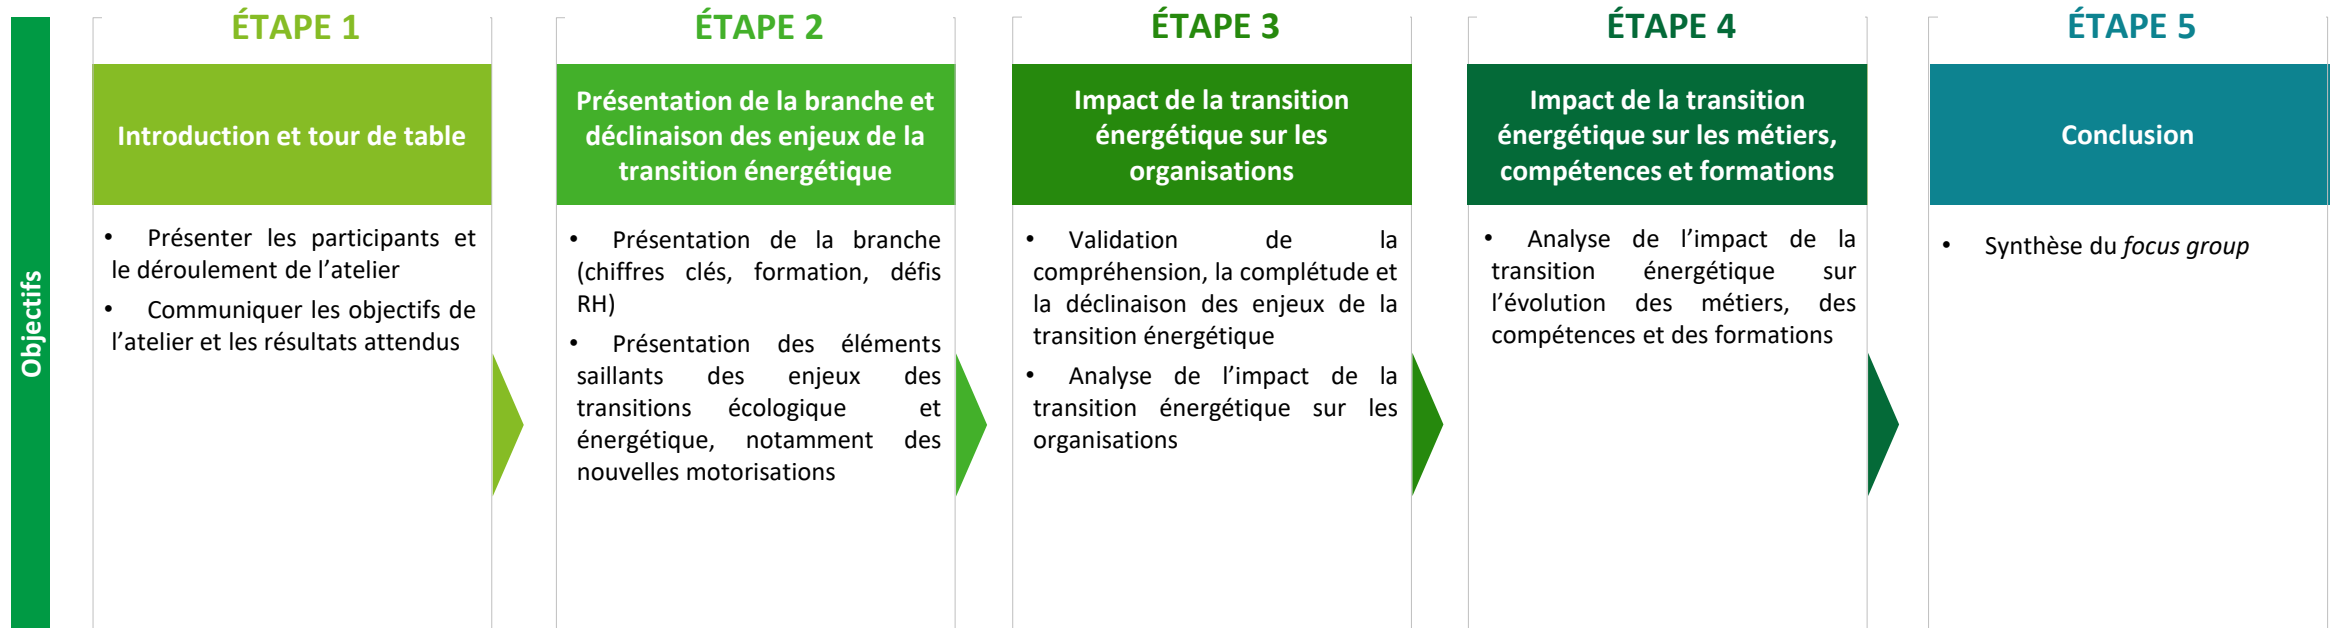 Objectifs
ÉTAPE 1
Introduction et tour de table
• Présenter les participants et
le déroulement de l’atelier
• Communiquer les objectifs de
l’atelier et les résultats attendus
ÉTAPE 2
Présentation de la branche et
déclinaison des enjeux de la
transition énergétique
• Présentation de la branche
(chiffres clés, formation, défis
RH)
• Présentation des éléments
saillants des enjeux des
transitions écologique et
énergétique, notamment des
nouvelles motorisations
ÉTAPE 3
Impact de la transition
énergétique sur les
organisations
• Validation de la
compréhension, la complétude et
la déclinaison des enjeux de la
transition énergétique
• Analyse de l’impact de la
transition énergétique sur les
organisations
ÉTAPE 4
Impact de la transition
énergétique sur les métiers,
compétences et formations
• Analyse de l’impact de la
transition énergétique sur
l’évolution des métiers, des
compétences et des formations
ÉTAPE 5
Conclusion
• Synthèse du focus group